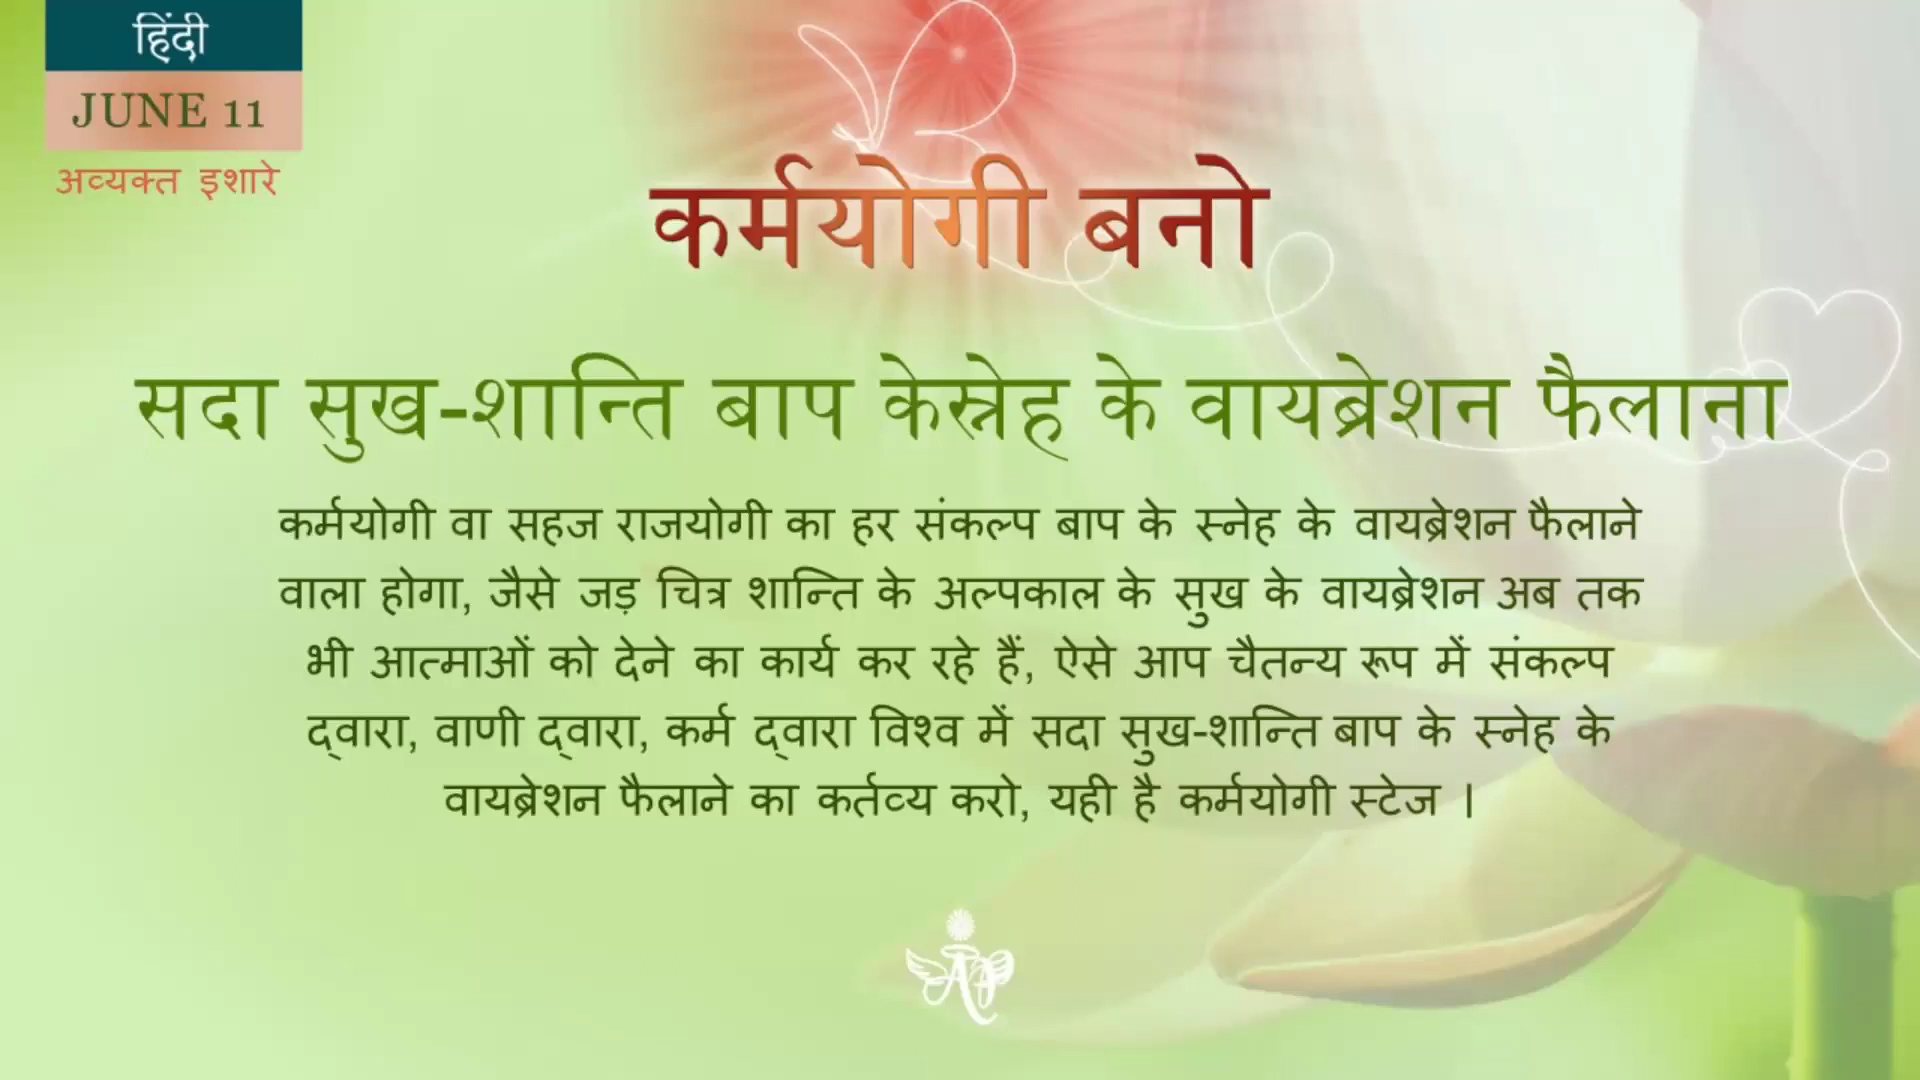 हिंदी
JUNE 11
अव्यक्त इशारे
कर्मयोगी बनो
सदा सुख-शान्ति बाप केस्नेह के वायब्रेशन फैलाना
कर्मयोगी वा सहज राजयोगी का हर संकल्प बाप के स्नेह के वायब्रेशन फैलाने
वाला होगा, जैसे जड़ चित्र शान्ति के अल्पकाल के सुख के वायब्रेशन अब तक
भी आत्माओं को देने का कार्य कर रहे हैं, ऐसे आप चैतन्य रूप में संकल्प
द्वारा, वाणी द्वारा, कर्म द्वारा विश्व में सदा सुख-शान्ति बाप के स्नेह के
वायब्रेशन फैलाने का कर्तव्य करो, यही है कर्मयोगी स्टेज ।